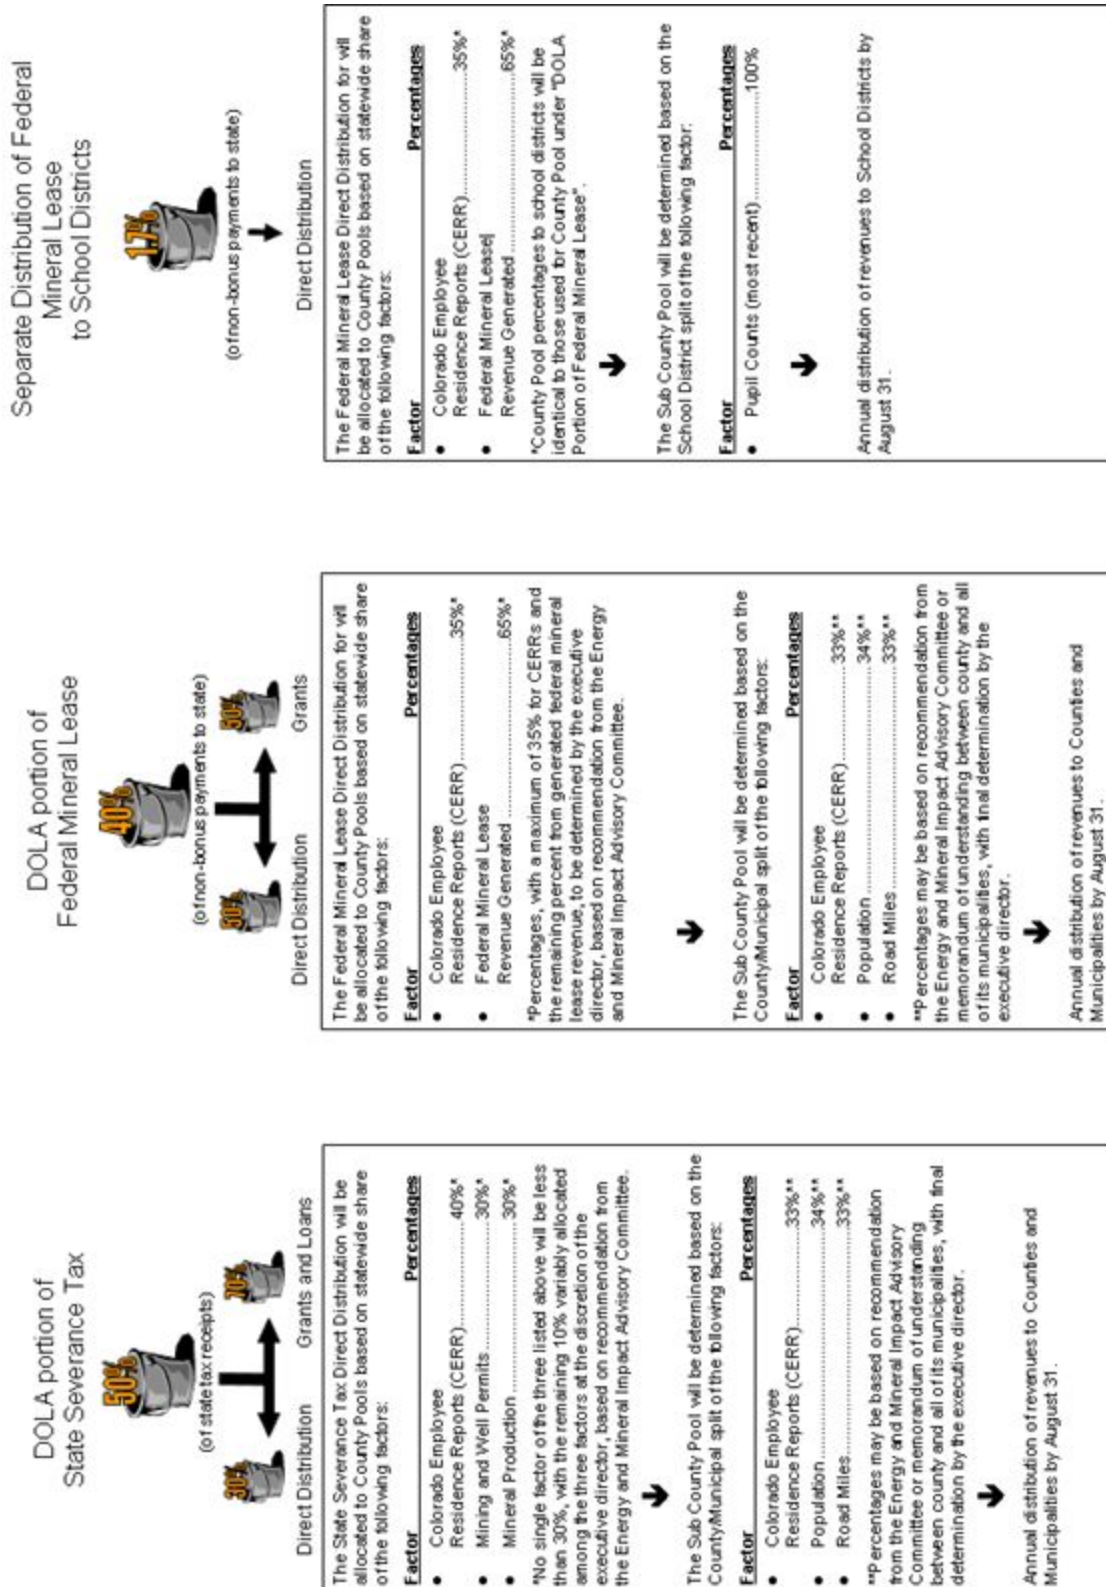 DOLA portion of
State Severance Tax
50%
(of state tax receipts)
30%
70%
Direct Distribution
Grants and Loans
The State Severance Tax Direct Distribution will be
allocated to County Pools based on statewide share
of the following factors:
Factor Percentages
• Colorado Employee
Residence Reports (CERR)..........40%*
• Mining and Well Permits..........30%*
• Mineral Production..........30%*
*No single factor of the three listed above will be less
than 30%, with the remaining 10% variably allocated
among the three factors at the discretion of the
executive director, based on recommendation from
the Energy and Mineral Impact Advisory Committee.
The Sub County Pool will be determined based on the
County/Municipal split of the following factors:
Factor Percentages
• Colorado Employee
Residence Reports (CERR)..........33%**
• Population..........34%**
• Road Miles..........33%**
**Percentages may be based on recommendation
from the Energy and Mineral Impact Advisory
Committee or memorandum of understanding
between county and all of its municipalities, with final
determination by the executive director.
Annual distribution of revenues to Counties and
Municipalities by August 31.
DOLA portion of
Federal Mineral Lease
40%
(of non-bonus payments to state)
50%
50%
Direct Distribution
Grants
The Federal Mineral Lease Direct Distribution for will
be allocated to County Pools based on statewide share
of the following factors:
Factor Percentages
• Colorado Employee
Residence Reports (CERR)..........35%*
• Federal Mineral Lease
Revenue Generated..........65%*
*Percentages, with a maximum of 35% for CERRs and
the remaining percent from generated federal mineral
lease revenue, to be determined by the executive
director, based on recommendation from the Energy
and Mineral Impact Advisory Committee.
The Sub County Pool will be determined based on the
County/Municipal split of the following factors:
Factor Percentages
• Colorado Employee
Residence Reports (CERR)..........33%**
• Population..........34%**
• Road Miles..........33%**
**Percentages may be based on recommendation from
the Energy and Mineral Impact Advisory Committee or
memorandum of understanding between county and all
of its municipalities, with final determination by the
executive director.
Annual distribution of revenues to Counties and
Municipalities by August 31.
Separate Distribution of Federal
Mineral Lease
to School Districts
1.7%
(of non-bonus payments to state)
Direct Distribution
The Federal Mineral Lease Direct Distribution for will
be allocated to County Pools based on statewide share
of the following factors:
Factor Percentages
• Colorado Employee
Residence Reports (CERR)..........35%*
• Federal Mineral Lease|
Revenue Generated..........65%*
*County Pool percentages to school districts will be
identical to those used for County Pool under "DOLA
Portion of Federal Mineral Lease".
The Sub County Pool will be determined based on the
School District split of the following factor:
Factor Percentages
• Pupil Counts (most recent)..........100%
Annual distribution of revenues to School Districts by
August 31.